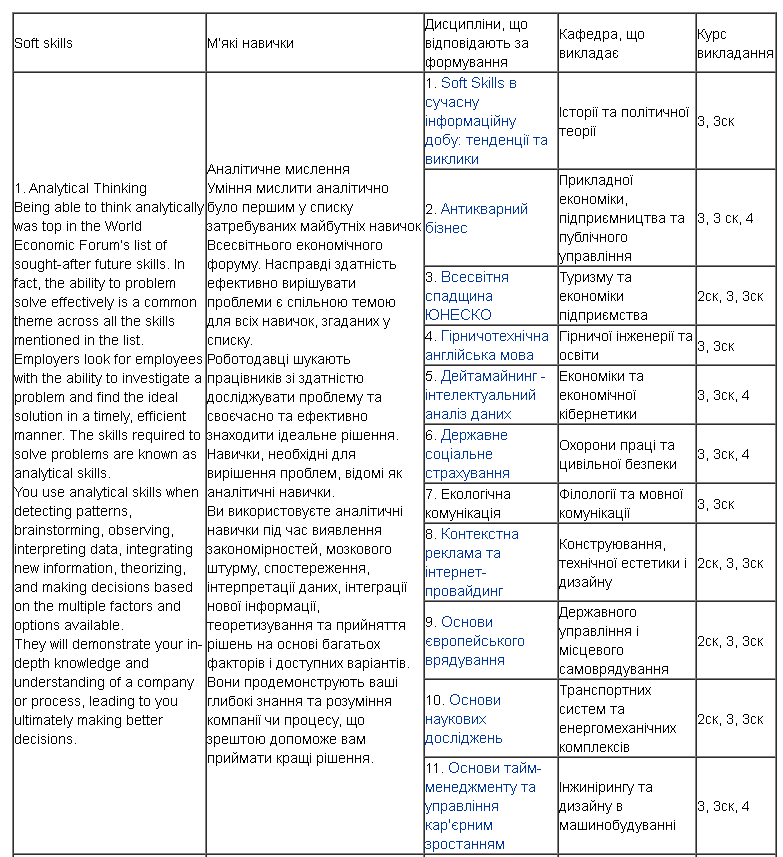 Soft skills
М'які навички
Дисципліни, що
відповідають за
формування
Кафедра, що
викладає
Курс
викладання
1. Analytical Thinking
Being able to think analytically
was top in the World
Economic Forum's list of
sought-after future skills. In
fact, the ability to problem
solve effectively is a common
theme across all the skills
mentioned in the list.
Employers look for employees
with the ability to investigate a
problem and find the ideal
solution in a timely, efficient
manner. The skills required to
solve problems are known as
analytical skills.
You use analytical skills when
detecting patterns,
brainstorming, observing,
interpreting data, integrating
new information, theorizing,
and making decisions based
on the multiple factors and
options available.
They will demonstrate your in-
depth knowledge and
understanding of a company
or process, leading to you
ultimately making better
decisions.
Аналітичне мислення
Уміння мислити аналітично
було першим у списку
затребуваних майбутніх навичок
Всесвітнього економічного
форуму. Насправді здатність
ефективно вирішувати
проблеми є спільною темою
для всіх навичок, згаданих у
списку.
Роботодавці шукають
працівників зі здатністю
досліджувати проблему та
своєчасно та ефективно
знаходити ідеальне рішення.
Навички, необхідні для
вирішення проблем, відомі як
аналітичні навички.
Ви використовуєте аналітичні
навички під час виявлення
закономірностей, мозкового
штурму, спостереження,
інтерпретації даних, інтеграції
нової інформації,
теоретизування та прийняття
рішень на основі багатьох
факторів і доступних варіантів.
Вони продемонструють ваші
глибокі знання та розуміння
компанії чи процесу, що
зрештою допоможе вам
приймати кращі рішення.
1. Soft Skills в
сучасну
інформаційну
добу: тенденції та
виклики
Історії та політичної
теорії
3, 3ск
2. Антикварний
бізнес
Прикладної
економіки,
підприємництва та
публічного
управління
3, 3 ск, 4
3. Всесвітня
спадщина
ЮНЕСКО
Туризму та
економіки
підприємства
2ск, 3, 3ск
4. Гірничотехнічна
англійська мова
Гірничої інженерії та
освіти
3, 3ск
5. Дейтамайнинг -
інтелектуальний
аналіз даних
Економіки та
економічної
кібернетики
3, 3ск, 4
6. Державне
соціальне
страхування
Охорони праці та
цивільної безпеки
3, 3ск, 4
7. Екологічна
комунікація
Філології та мовної
комунікації
3, 3ск
8. Контекстна
реклама та
інтернет-
провайдинг
Конструювання,
технічної естетики і
дизайну
2ск, 3, 3ск
9. Основи
європейського
врядування
Державного
управління і
місцевого
самоврядування
2ск, 3, 3ск
10. Основи
наукових
досліджень
Транспортних
систем та
енергомеханічних
комплексів
2ск, 3, 3ск
11. Основи тайм-
менеджменту та
управління
кар'єрним
зростанням
Інжинірингу та
дизайну в
машинобудуванні
3, 3ск, 4